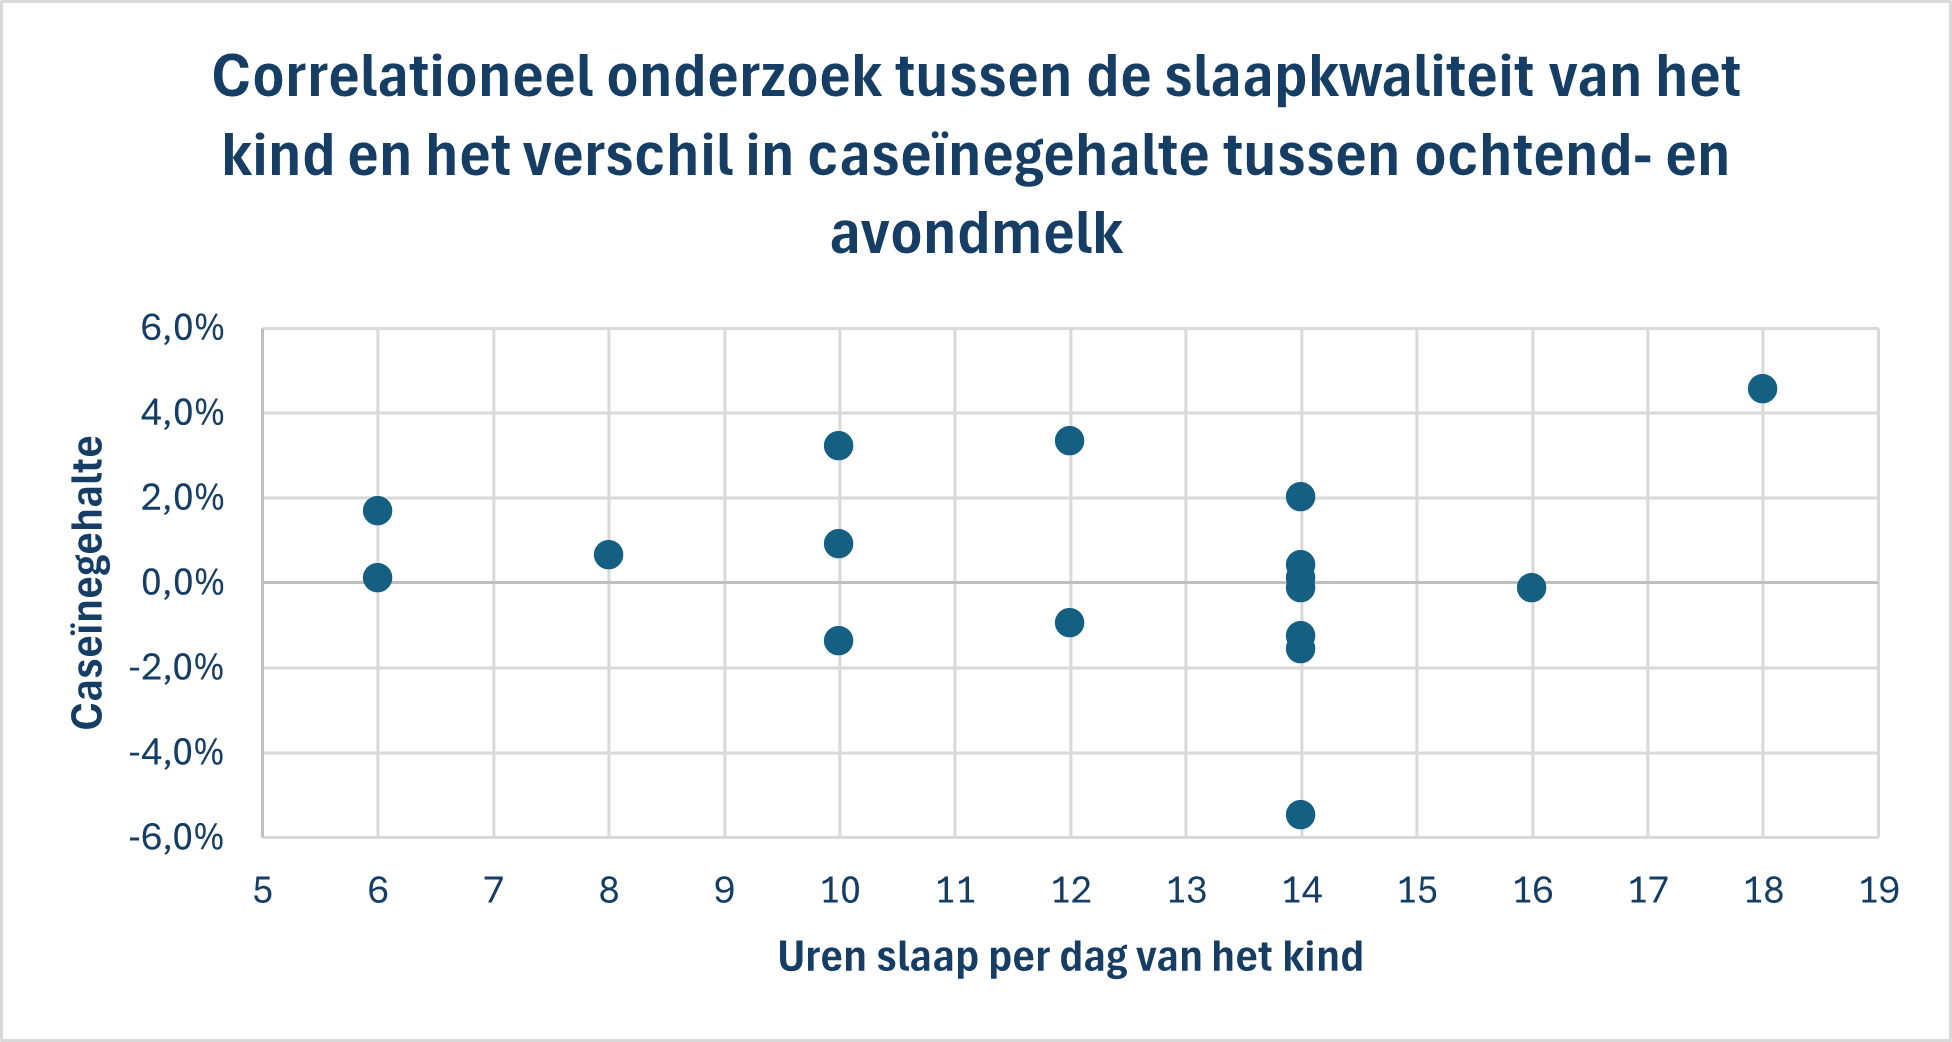 Correlationeel onderzoek tussen de slaapkwaliteit van het
kind en het verschil in caseïnegehalte tussen ochtend- en
avondmelk
6,0%
4,0%
2,0%
0,0%
-2,0%
-4,0%
-6,0%
Caseïnegehalte
5 6 7 8 9 10 11 12 13 14 15 16 17 18 19
Uren slaap per dag van het kind